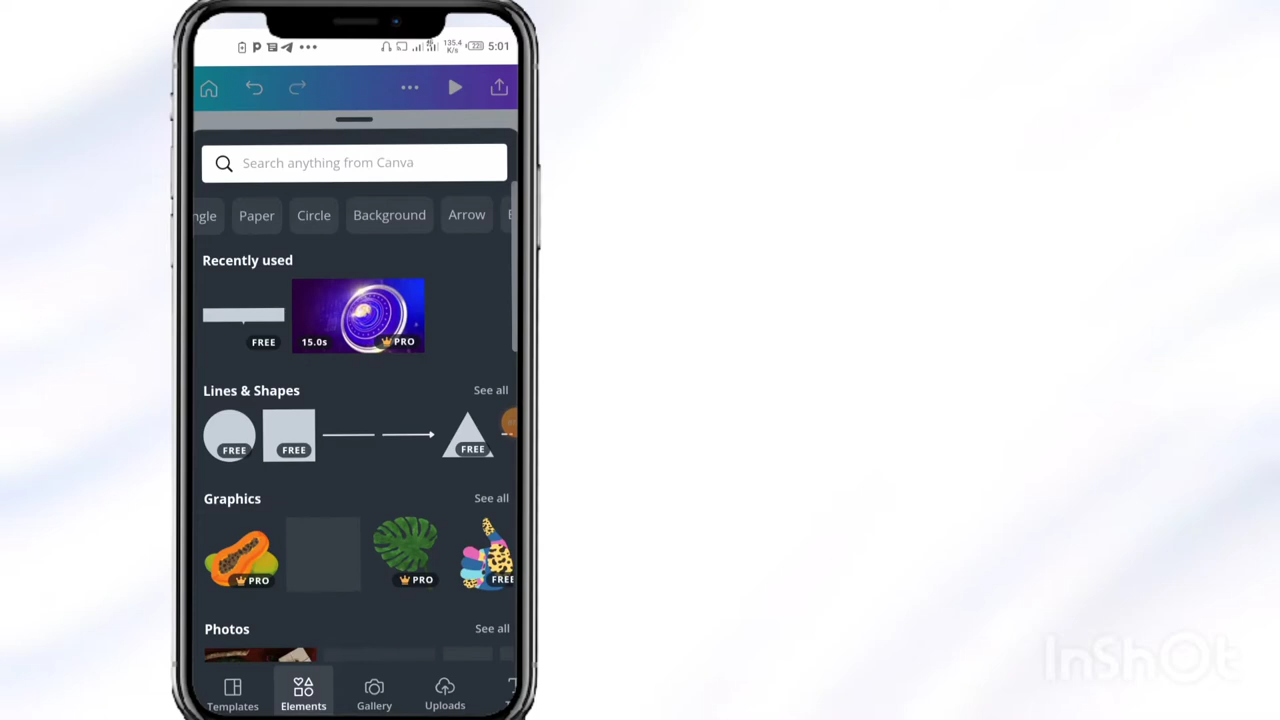 135.4
K/s
5:01
Search anything from Canva
ngle Paper Circle Background Arrow
Recently used
FREE 15.0s PRO
Lines & Shapes See all
FREE FREE FREE
Graphics See all
PRO PRO FREE
Photos See all
Templates Elements Gallery Uploads
InShOt